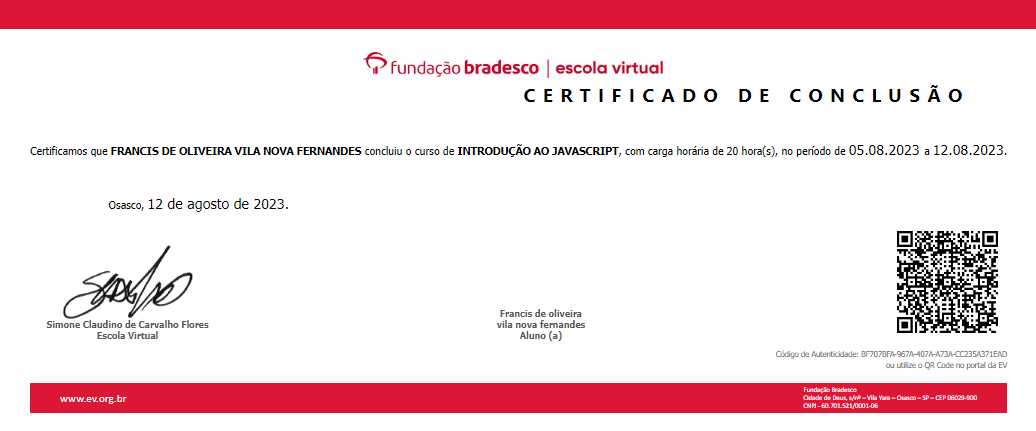 fundação bradesco | escola virtual
CERTIFICADO DE CONCLUSÃO
Certificamos que FRANCIS DE OLIVEIRA VILA NOVA FERNANDES concluiu o curso de INTRODUÇÃO AO JAVASCRIPT, com carga horária de 20 hora(s), no período de 05.08.2023 a 12.08.2023.
Osasco, 12 de agosto de 2023.
Simone Claudino de Carvalho Flores
Escola Virtual
Francis de oliveira
vila nova fernandes
Aluno (a)
Código de Autenticidade: BF707BFA-967A-407A-A73A-CC235A371EAD
ou utilize o QR Code no portal da EV
www.ev.org.br
Fundação Bradesco
Cidade de Deus, s/nº – Vila Yara – Osasco – SP – CEP 06029-900
CNPJ - 60.701.521/0001-06